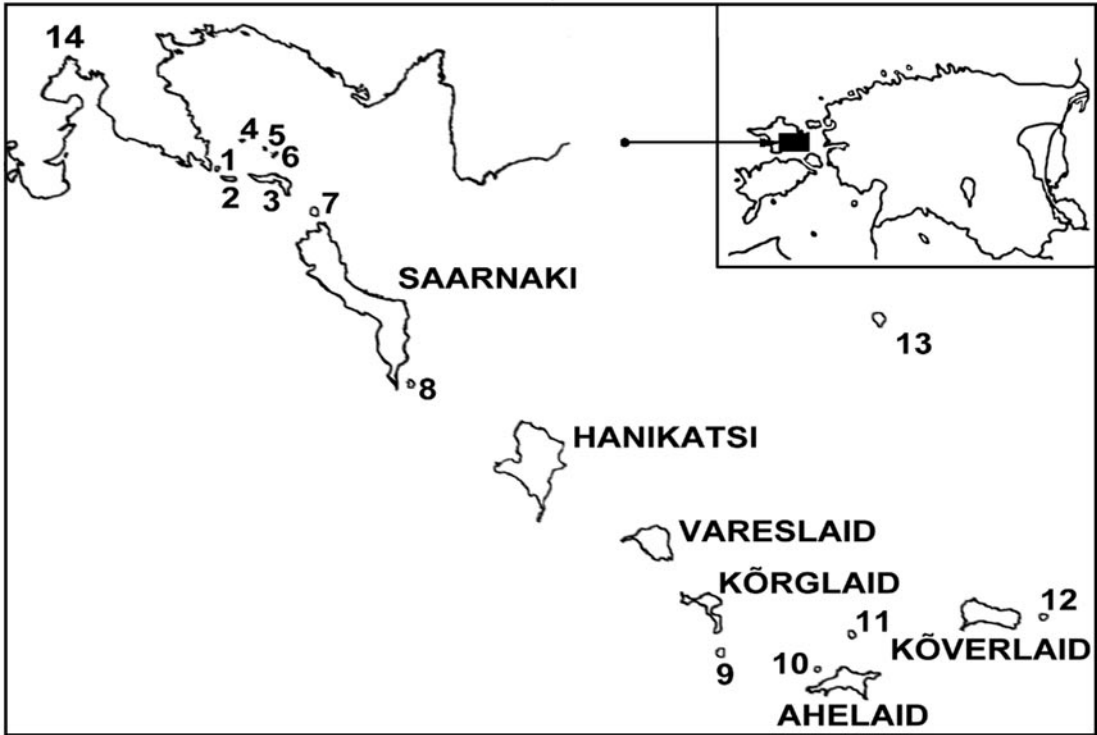 14
4
5
6
1
2
3
7
SAARNAKI
13
8
HANIKATSI
VARESLAID
KÕRGLAID
12
11
KÕVERLAID
10
9
AHELAID